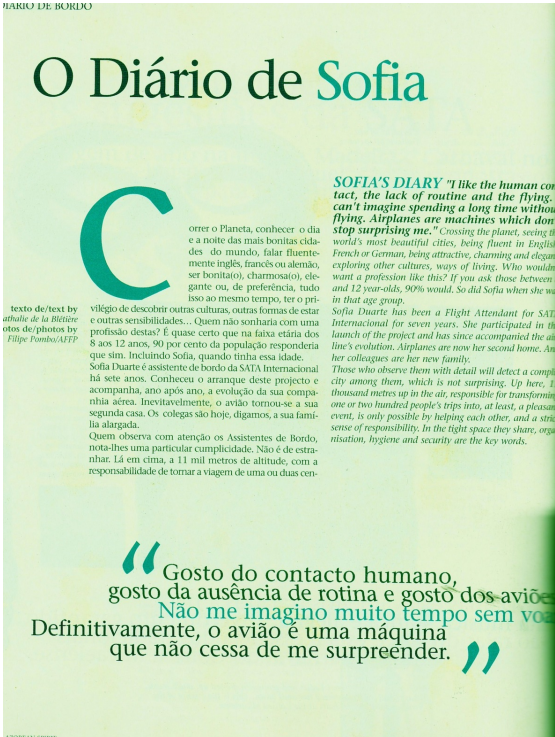 DIÁRIO DE BORDO
O Diário de Sofia
Correr o Planeta, conhecer o dia
e a noite das mais bonitas cida-
des do mundo, falar fluente-
mente inglês, francês ou alemão,
ser bonita(o), charmosa(o), ele-
gante ou, de preferência, tudo
isso ao mesmo tempo, ter o pri-
vilégio de descobrir outras culturas, outras formas de estar
e outras sensibilidades... Quem não sonharia com uma
profissão destas? É quase certo que na faixa etária dos
8 aos 12 anos, 90 por cento da população responderia
que sim. Incluindo Sofia, quando tinha essa idade.
Sofia Duarte é assistente de bordo da SATA Internacional
há sete anos. Conheceu o arranque deste projecto e
acompanha, ano após ano, a evolução da sua compa-
nhia aérea. Inevitavelmente, o avião tornou-se a sua
segunda casa. Os colegas são hoje, digamos, a sua famí-
lia alargada.
Quem observa com atenção os Assistentes de Bordo,
nota-lhes uma particular cumplicidade. Não é de estra-
nhar. Lá em cima, a 11 mil metros de altitude, com a
responsabilidade de tornar a viagem de uma ou duas cen-
texto de/text by
athalie de la Blétière
otos de/photos by
Filipe Pombo/AFFP
SOFIA'S DIARY "I like the human con
tact, the lack of routine and the flying.
can't imagine spending a long time withou
flying. Airplanes are machines which don
stop surprising me." Crossing the planet, seeing th
world's most beautiful cities, being fluent in English
French or German, being attractive, charming and elegan
exploring other cultures, ways of living. Who wouldn
want a profession like this? If you ask those between
and 12 year-olds, 90% would. So did Sofia when she wa
in that age group.
Sofia Duarte has been a Flight Attendant for SAT
Internacional for seven years. She participated in th
launch of the project and has since accompanied the air
line's evolution. Airplanes are now her second home. An
her colleagues are her new family.
Those who observe them with detail will detect a compli
city among them, which is not surprising. Up here, 1
thousand metres up in the air, responsible for transformin
one or two hundred people's trips into, at least, a pleasan
event, is only possible by helping each other, and a stric
sense of responsibility. In the tight space they share, orga
nisation, hygiene and security are the key words.
“Gosto do contacto humano,
gosto da ausência de rotina e gosto dos aviõe
Não me imagino muito tempo sem voa
Definitivamente, o avião é uma máquina
que não cessa de me surpreender.”